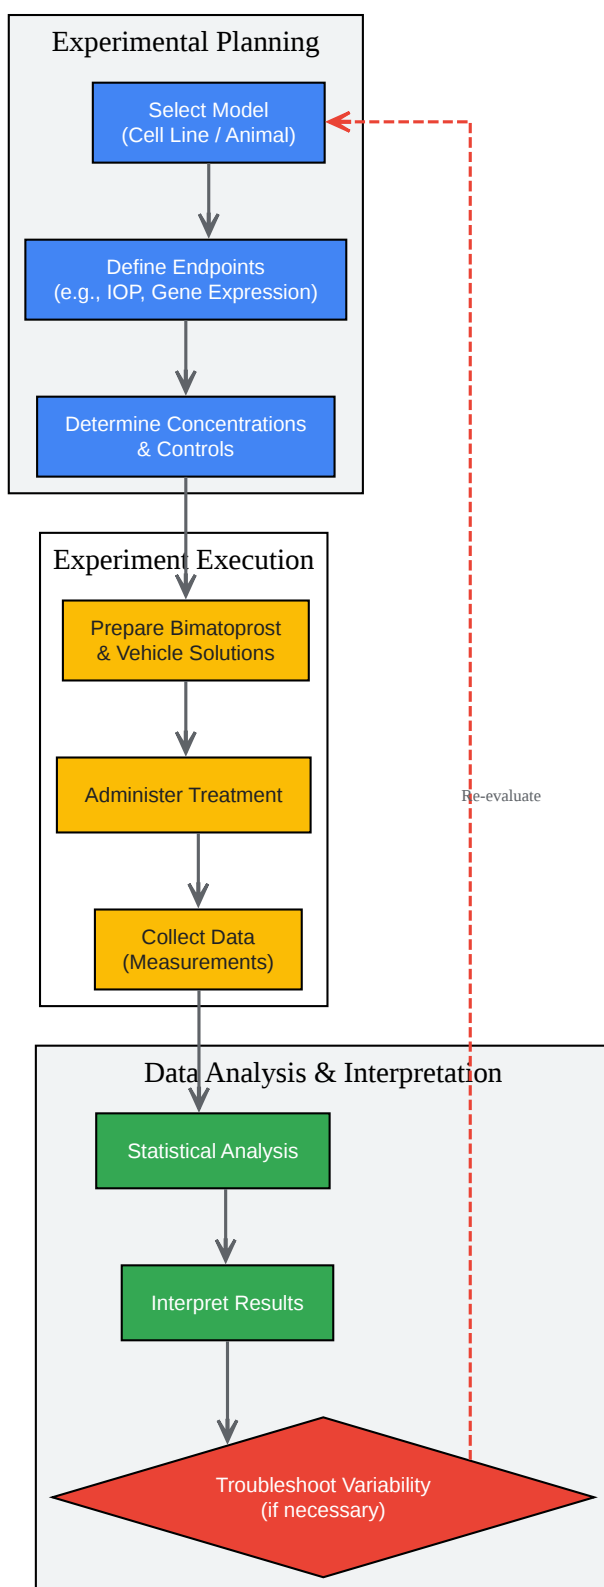 Experimental Planning
Select Model
(Cell Line / Animal)
Define Endpoints
(e.g., IOP, Gene Expression)
Determine Concentrations
& Controls
Experiment Execution
Prepare Bimatoprost
& Vehicle Solutions
Administer Treatment
Re-evaluate
Collect Data
(Measurements)
Data Analysis & Interpretation
Statistical Analysis
Interpret Results
Troubleshoot Variability
(if necessary)